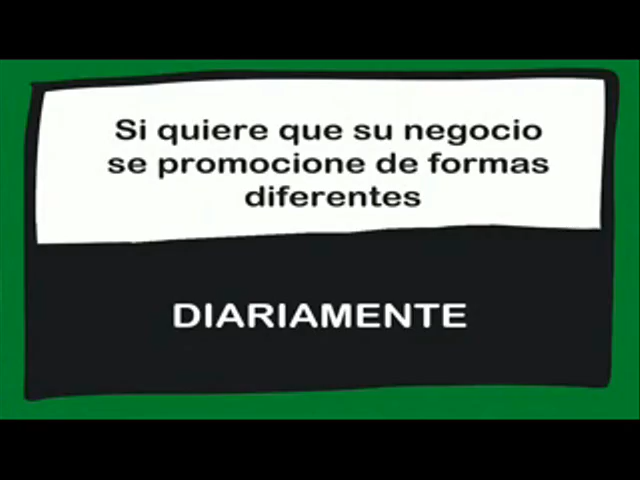 Si quiere que su negocio
se promocione de formas
diferentes
DIARIAMENTE